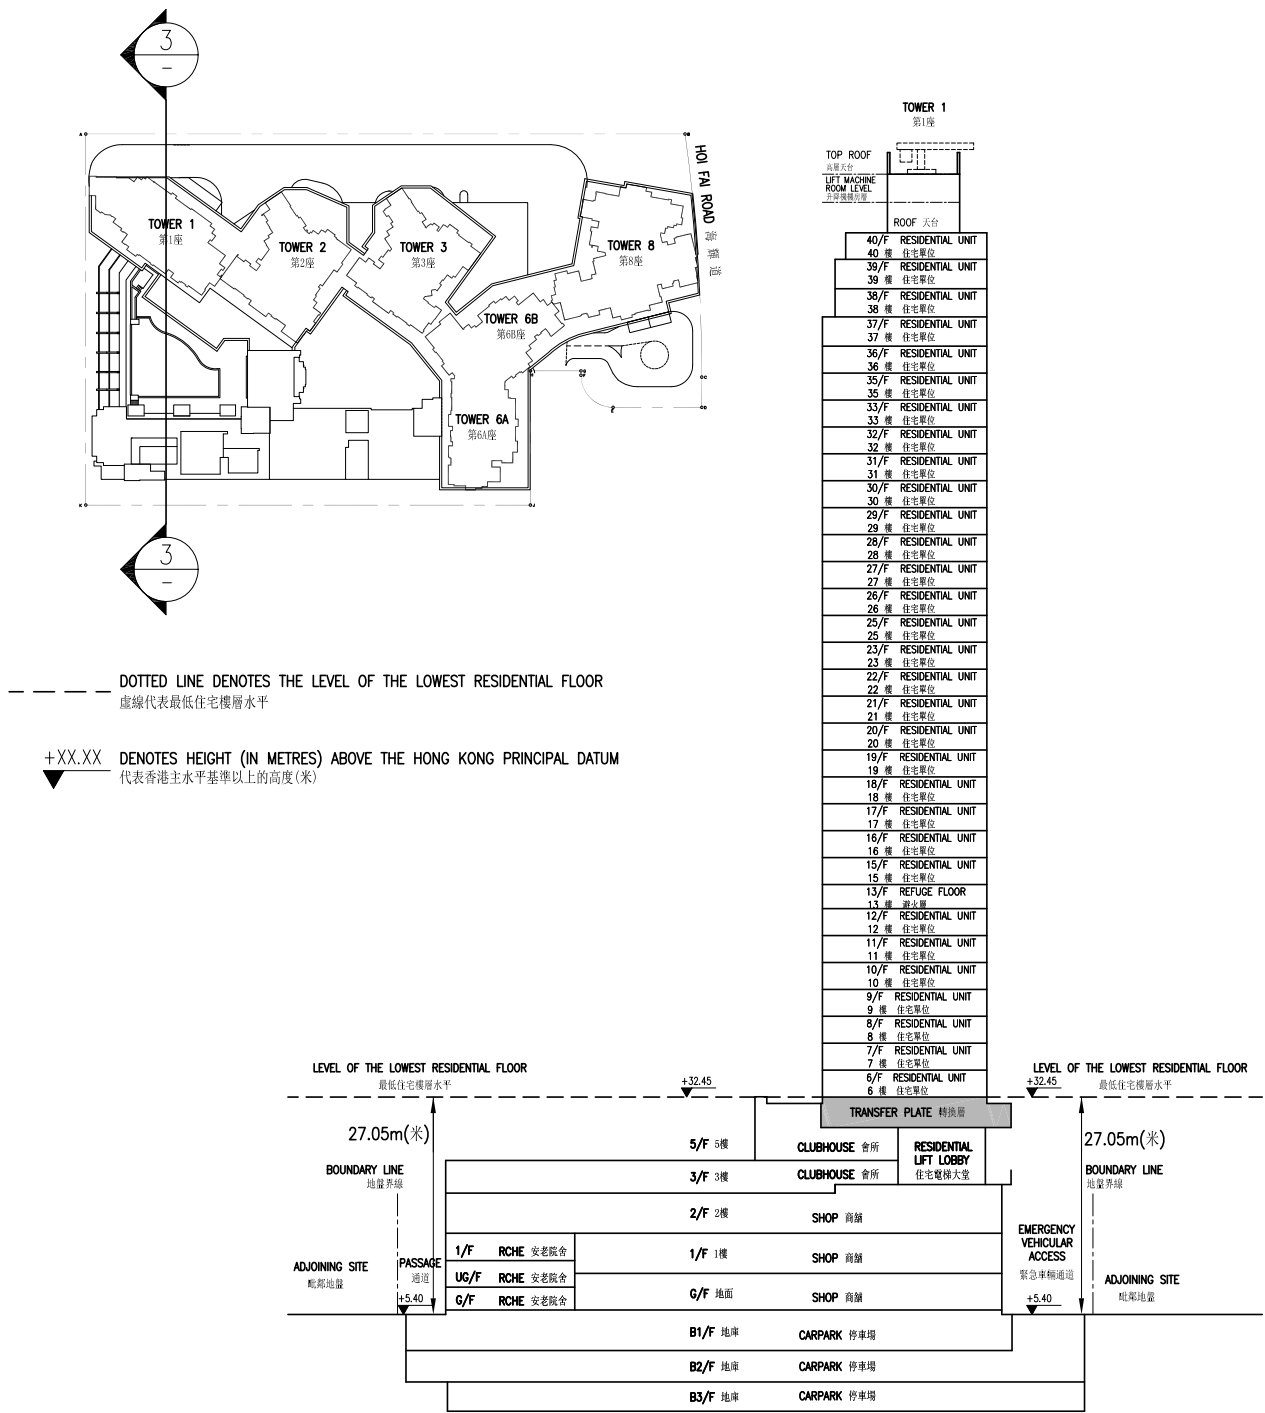 3
–
A
B
HOI FAI ROAD 海輝道
TOWER 1
第1座
TOWER 2
第2座
TOWER 3
第3座
TOWER 8
第8座
TOWER 6B
第6B座
TOWER 6A
第6A座
C
D
K
J
3
–
DOTTED LINE DENOTES THE LEVEL OF THE LOWEST RESIDENTIAL FLOOR
虛線代表最低住宅樓層水平
+XX.XX DENOTES HEIGHT (IN METRES) ABOVE THE HONG KONG PRINCIPAL DATUM
代表香港主水平基準以上的高度(米)
TOWER 1
第1座
TOP ROOF
高層天台
LIFT MACHINE
ROOM LEVEL
升降機機房層
ROOF 天台
40/F RESIDENTIAL UNIT
40 樓 住宅單位
39/F RESIDENTIAL UNIT
39 樓 住宅單位
38/F RESIDENTIAL UNIT
38 樓 住宅單位
37/F RESIDENTIAL UNIT
37 樓 住宅單位
36/F RESIDENTIAL UNIT
36 樓 住宅單位
35/F RESIDENTIAL UNIT
35 樓 住宅單位
33/F RESIDENTIAL UNIT
33 樓 住宅單位
32/F RESIDENTIAL UNIT
32 樓 住宅單位
31/F RESIDENTIAL UNIT
31 樓 住宅單位
30/F RESIDENTIAL UNIT
30 樓 住宅單位
29/F RESIDENTIAL UNIT
29 樓 住宅單位
28/F RESIDENTIAL UNIT
28 樓 住宅單位
27/F RESIDENTIAL UNIT
27 樓 住宅單位
26/F RESIDENTIAL UNIT
26 樓 住宅單位
25/F RESIDENTIAL UNIT
25 樓 住宅單位
23/F RESIDENTIAL UNIT
23 樓 住宅單位
22/F RESIDENTIAL UNIT
22 樓 住宅單位
21/F RESIDENTIAL UNIT
21 樓 住宅單位
20/F RESIDENTIAL UNIT
20 樓 住宅單位
19/F RESIDENTIAL UNIT
19 樓 住宅單位
18/F RESIDENTIAL UNIT
18 樓 住宅單位
17/F RESIDENTIAL UNIT
17 樓 住宅單位
16/F RESIDENTIAL UNIT
16 樓 住宅單位
15/F RESIDENTIAL UNIT
15 樓 住宅單位
13/F REFUGE FLOOR
13 樓 避火層
12/F RESIDENTIAL UNIT
12 樓 住宅單位
11/F RESIDENTIAL UNIT
11 樓 住宅單位
10/F RESIDENTIAL UNIT
10 樓 住宅單位
9/F RESIDENTIAL UNIT
9 樓 住宅單位
8/F RESIDENTIAL UNIT
8 樓 住宅單位
7/F RESIDENTIAL UNIT
7 樓 住宅單位
6/F RESIDENTIAL UNIT
6 樓 住宅單位
LEVEL OF THE LOWEST RESIDENTIAL FLOOR
最低住宅樓層水平
+32.45
LEVEL OF THE LOWEST RESIDENTIAL FLOOR
+32.45 最低住宅樓層水平
TRANSFER PLATE 轉換層
27.05m(米)
27.05m(米)
5/F 5樓 CLUBHOUSE 會所
RESIDENTIAL
LIFT LOBBY
住宅電梯大堂
BOUNDARY LINE
地盤界線
BOUNDARY LINE
地盤界線
3/F 3樓 CLUBHOUSE 會所
2/F 2樓 SHOP 商舖
1/F RCHE 安老院舍
1/F 1樓 SHOP 商舖
EMERGENCY
VEHICULAR
ACCESS
緊急車輛通道
ADJOINING SITE
毗鄰地盤
PASSAGE
通道
UG/F RCHE 安老院舍
ADJOINING SITE
毗鄰地盤
+5.40
G/F RCHE 安老院舍
G/F 地面 SHOP 商舖
+5.40
B1/F 地庫 CARPARK 停車場
B2/F 地庫 CARPARK 停車場
B3/F 地庫 CARPARK 停車場